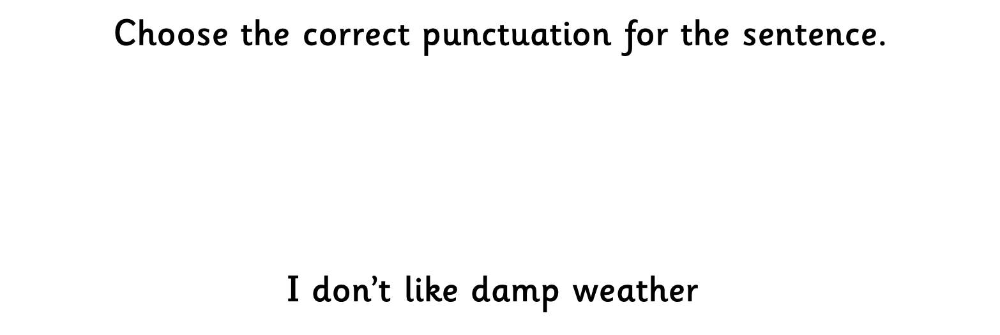 Choose the correct punctuation for the sentence.
I don’t like damp weather